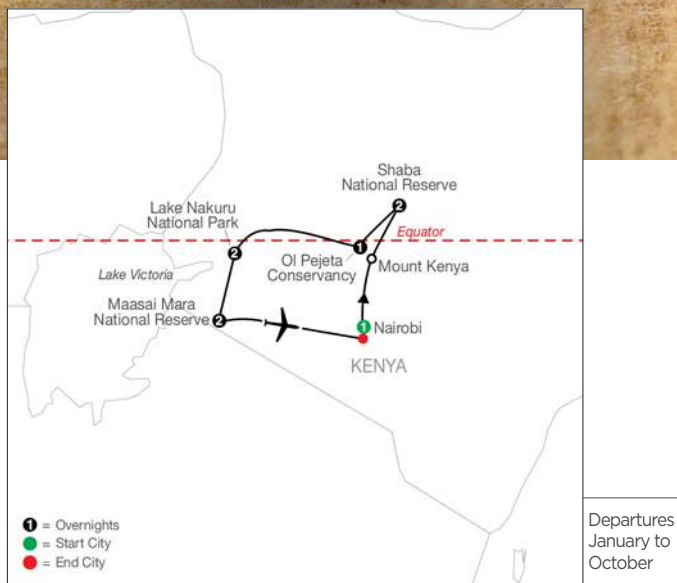 Shaba
National Reserve
2
Lake Nakuru
National Park
Equator
2
1
Ol Pejeta
Conservancy
Mount Kenya
Lake Victoria
Maasai Mara
National Reserve
2
1 Nairobi
KENYA
1 = Overnights
= Start City
= End City
Departures
January to
October